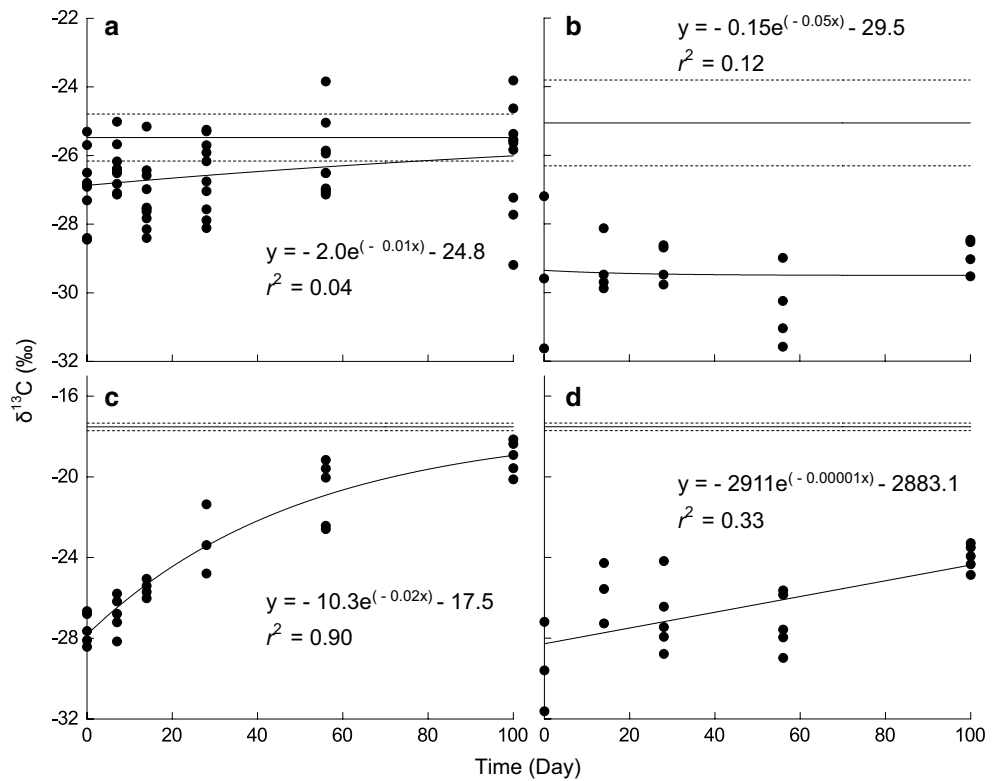 -22
a
b
y = - 0.15e( - 0.05x) - 29.5
r2 = 0.12
-24
-26
-28
y = - 2.0e( - 0.01x) - 24.8
r2 = 0.04
-30
-32
δ13C (‰)
-16
c
d
-20
y = - 2911e( - 0.00001x) - 2883.1
r2 = 0.33
-24
y = - 10.3e( - 0.02x) - 17.5
r2 = 0.90
-28
-32
0 20 40 60 80 100 0 20 40 60 80 100
Time (Day)